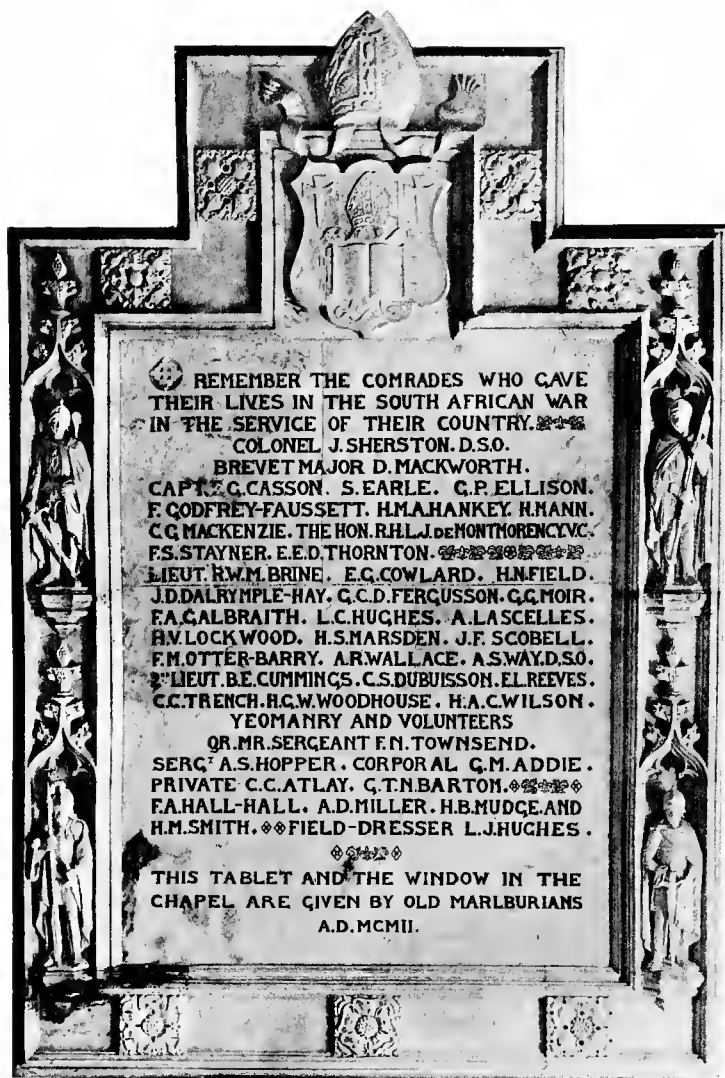 REMEMBER THE COMRADES WHO GAVE
THEIR LIVES IN THE SOUTH AFRICAN WAR
IN THE SERVICE OF THEIR COUNTRY.
COLONEL J. SHERSTON. D.S.O.
BREVET MAJOR D. MACKWORTH.
CAPT. G. CASSON. S. EARLE. G.P. ELLISON.
F. GODFREY-FAUSSETT. H.M.A. HANKEY. H. MANN.
C.G. MACKENZIE. THE HON. R.H.L.J. DE MONTMORENCY. V.C.
F.S. STAYNER. E.E.D. THORNTON.
LIEUT. R.W.M. BRINE. E.G. COWLARD. H.N. FIELD.
J.D. DALRYMPLE-HAY. G.C.D. FERGUSSON. G.G. MOIR.
F.A. GALBRAITH. L.C. HUGHES. A. LASCELLES.
H.V. LOCKWOOD. H.S. MARSDEN. J.F. SCOBELL.
F.M. OTTER-BARRY. A.R. WALLACE. A.S. WAY. D.S.O.
2ND LIEUT. B.E. CUMMINGS. C.S. DUBUISSON. E.L. REEVES.
C.C. TRENCH. H.G.W. WOODHOUSE. H.A.C. WILSON.
YEOMANRY AND VOLUNTEERS
QR. MR. SERGEANT F.N. TOWNSEND.
SERGT A.S. HOPPER. CORPORAL G.M. ADDIE.
PRIVATE C.C. ATLAY. G.T.N. BARTON.
F.A. HALL-HALL. A.D. MILLER. H.B. MUDGE. AND
H.M. SMITH. FIELD-DRESSER L.J. HUGHES.
THIS TABLET AND THE WINDOW IN THE
CHAPEL ARE GIVEN BY OLD MARLBURIANS
A.D. MCMII.